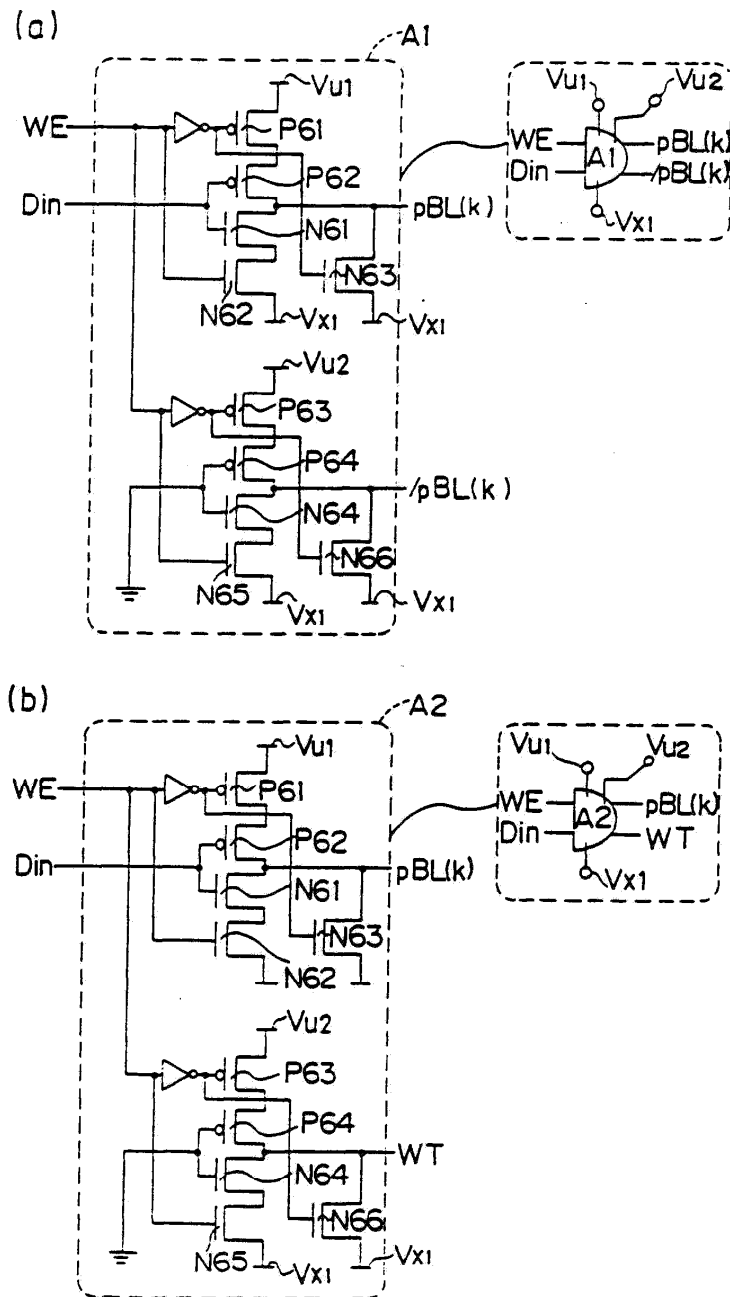 (a)
A1
Vu1
WE
P61
P62
Din
pBL(k)
N61
N63
N62
Vx1
Vx1
Vu2
P63
P64
/pBL(k)
N64
N66
N65
Vx1
Vx1
Vu1
Vu2
WE
A1
pBL(k)
Din
/pBL(k)
Vx1
(b)
A2
Vu1
WE
P61
P62
Din
pBL(k)
N61
N63
N62
Vu2
P63
P64
WT
N64
N66
N65
Vx1
Vx1
Vu1
Vu2
WE
A2
pBL(k)
Din
WT
Vx1